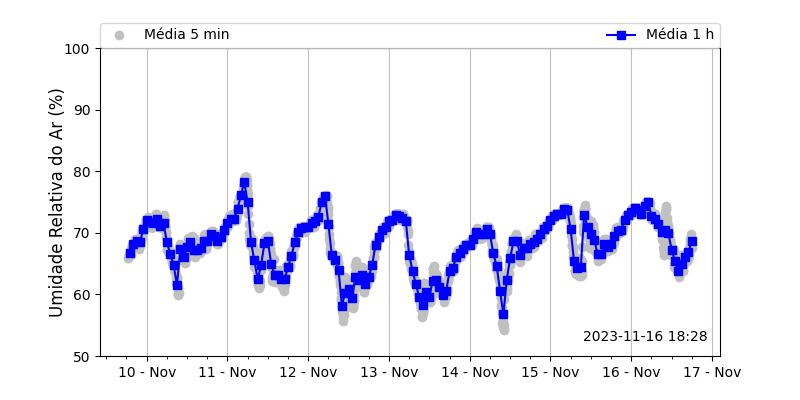 Média 5 min
Média 1 h
Umidade Relativa do Ar (%)
100
90
80
70
60
50
2023-11-16 18:28
10 - Nov
11 - Nov
12 - Nov
13 - Nov
14 - Nov
15 - Nov
16 - Nov
17 - Nov